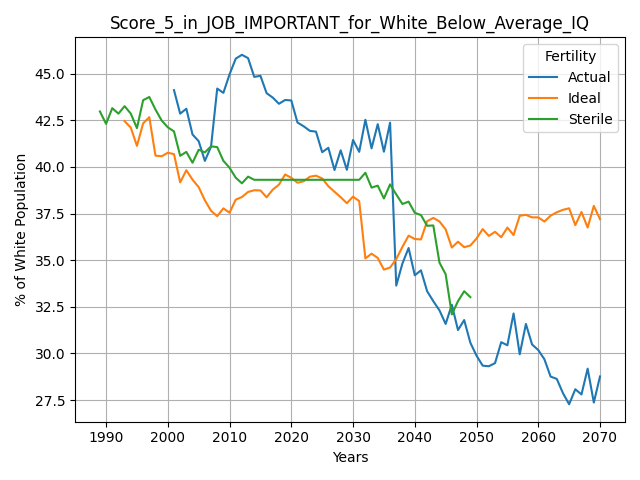 Score_5_in_JOB_IMPORTANT_for_White_Below_Average_IQ
Fertility
Actual
Ideal
Sterile
% of White Population
45.0
42.5
40.0
37.5
35.0
32.5
30.0
27.5
1990 2000 2010 2020 2030 2040 2050 2060 2070
Years